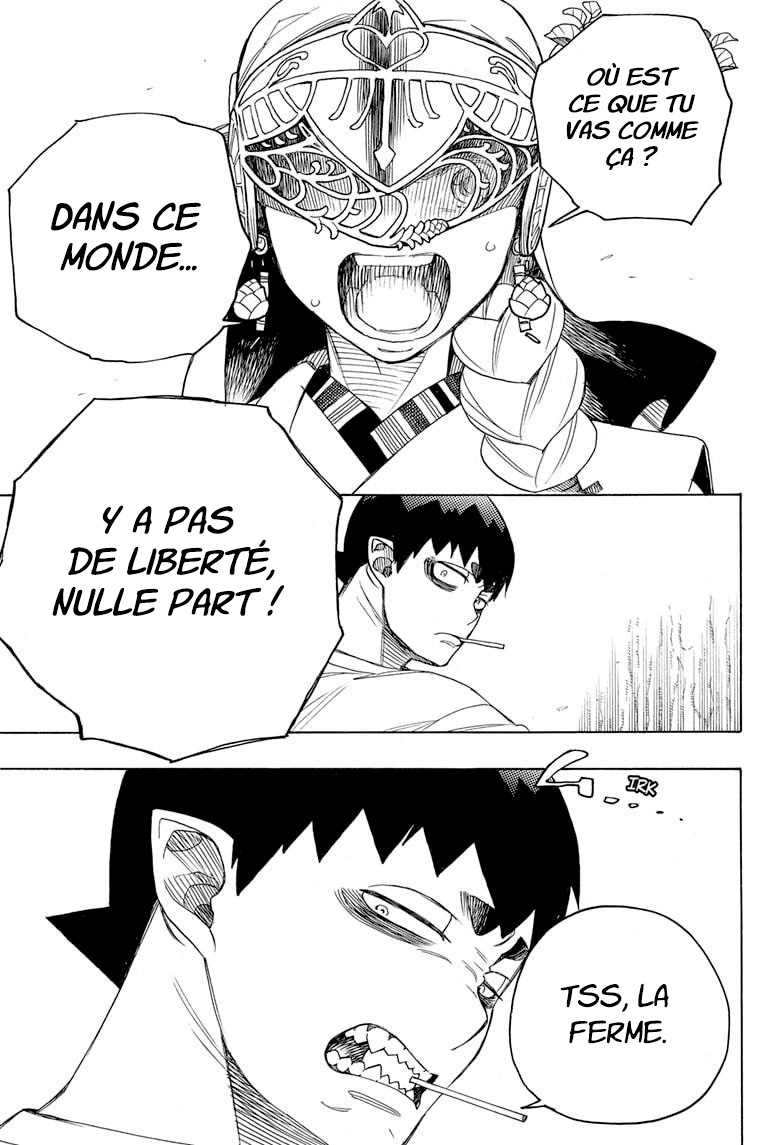 OÙ EST
CE QUE TU
VAS COMME
ÇA ?
DANS CE
MONDE...
Y A PAS
DE LIBERTÉ,
NULLE PART !
IRK
TSS, LA
FERME.